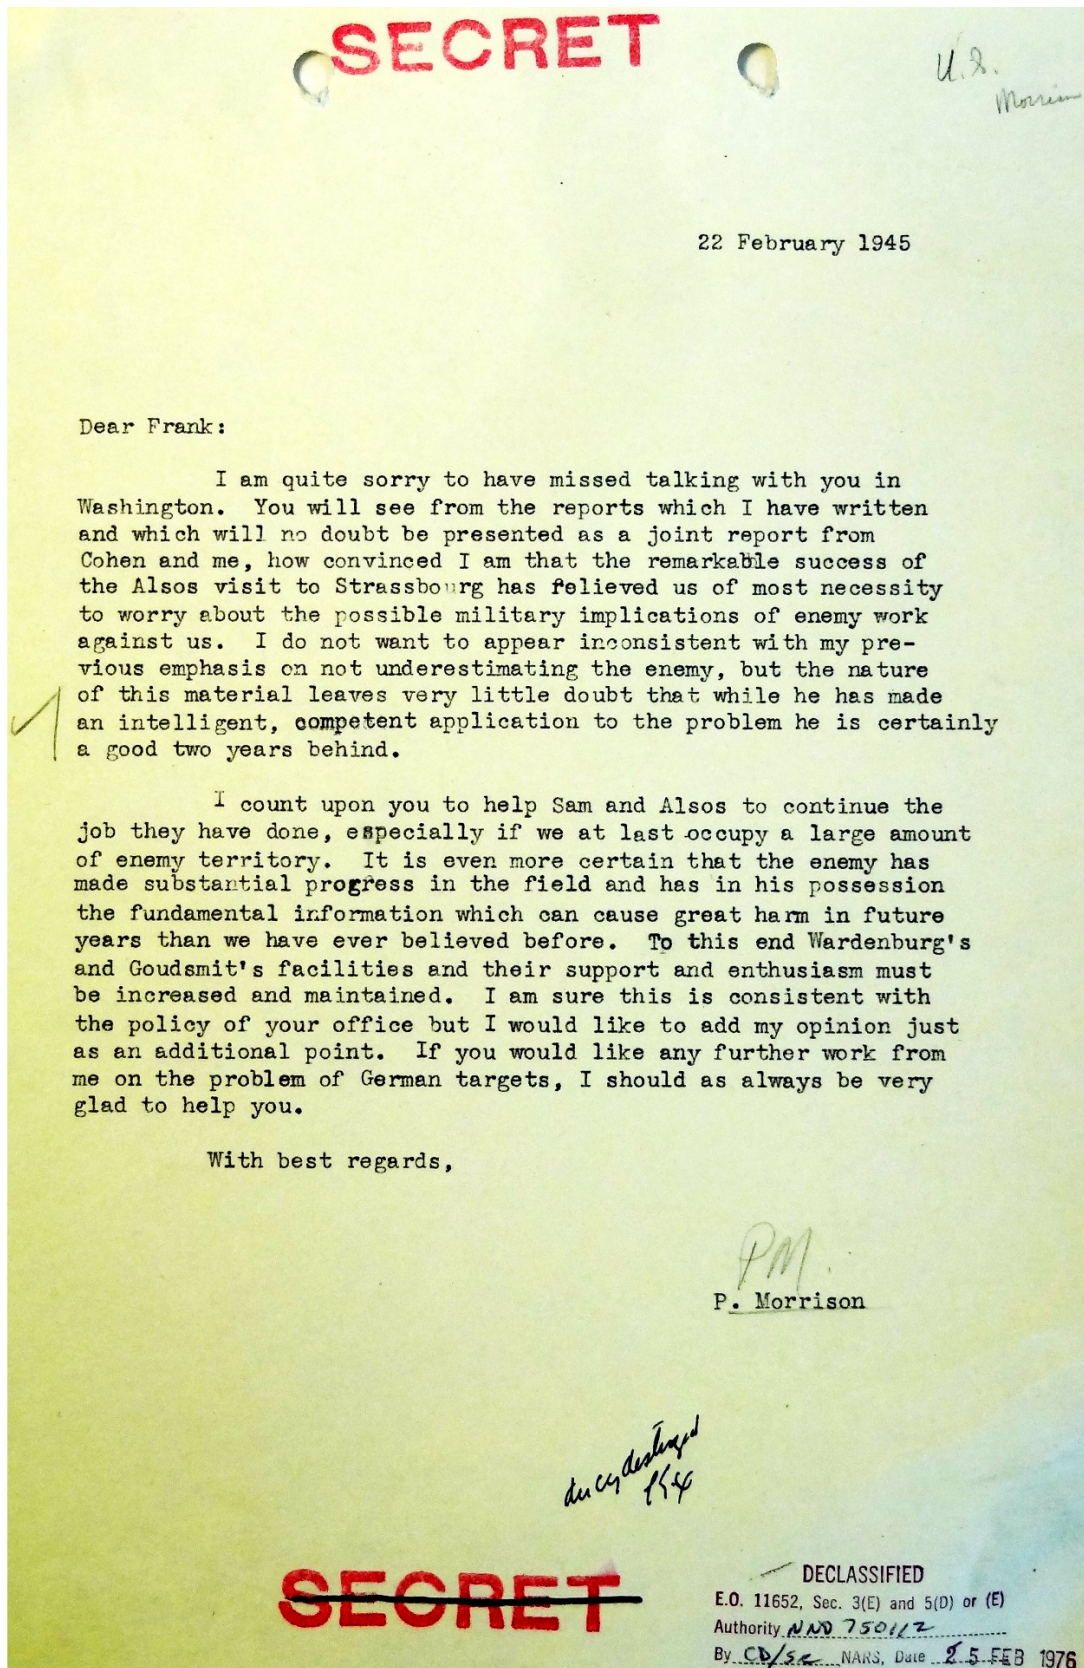 SECRET
U.S.
Morrison
22 February 1945
Dear Frank:
I am quite sorry to have missed talking with you in
Washington. You will see from the reports which I have written
and which will no doubt be presented as a joint report from
Cohen and me, how convinced I am that the remarkable success of
the Alsos visit to Strassbourg has relieved us of most necessity
to worry about the possible military implications of enemy work
against us. I do not want to appear inconsistent with my pre-
vious emphasis on not underestimating the enemy, but the nature
of this material leaves very little doubt that while he has made
an intelligent, competent application to the problem he is certainly
a good two years behind.
I count upon you to help Sam and Alsos to continue the
job they have done, especially if we at last occupy a large amount
of enemy territory. It is even more certain that the enemy has
made substantial progress in the field and has in his possession
the fundamental information which can cause great harm in future
years than we have ever believed before. To this end Wardenburg's
and Goudsmit's facilities and their support and enthusiasm must
be increased and maintained. I am sure this is consistent with
the policy of your office but I would like to add my opinion just
as an additional point. If you would like any further work from
me on the problem of German targets, I should as always be very
glad to help you.
With best regards,
PM.
P. Morrison
destroyed
SECRET
DECLASSIFIED
E.O. 11652, Sec. 3(E) and 5(D) or (E)
Authority NND 750112
By CD/SR NARS, Date 25 FEB 1976